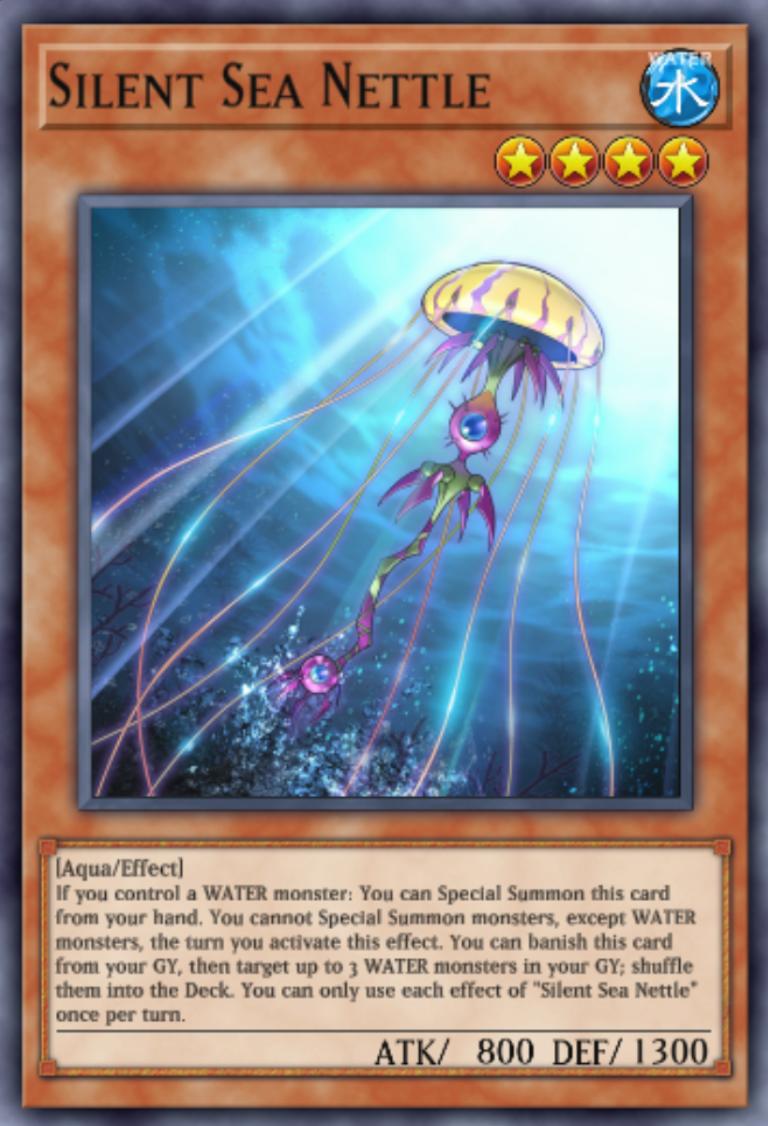 Silent Sea Nettle
WATER
水
[Aqua/Effect]
If you control a WATER monster: You can Special Summon this card
from your hand. You cannot Special Summon monsters, except WATER
monsters, the turn you activate this effect. You can banish this card
from your GY, then target up to 3 WATER monsters in your GY; shuffle
them into the Deck. You can only use each effect of "Silent Sea Nettle"
once per turn.
ATK/ 800 DEF/ 1300